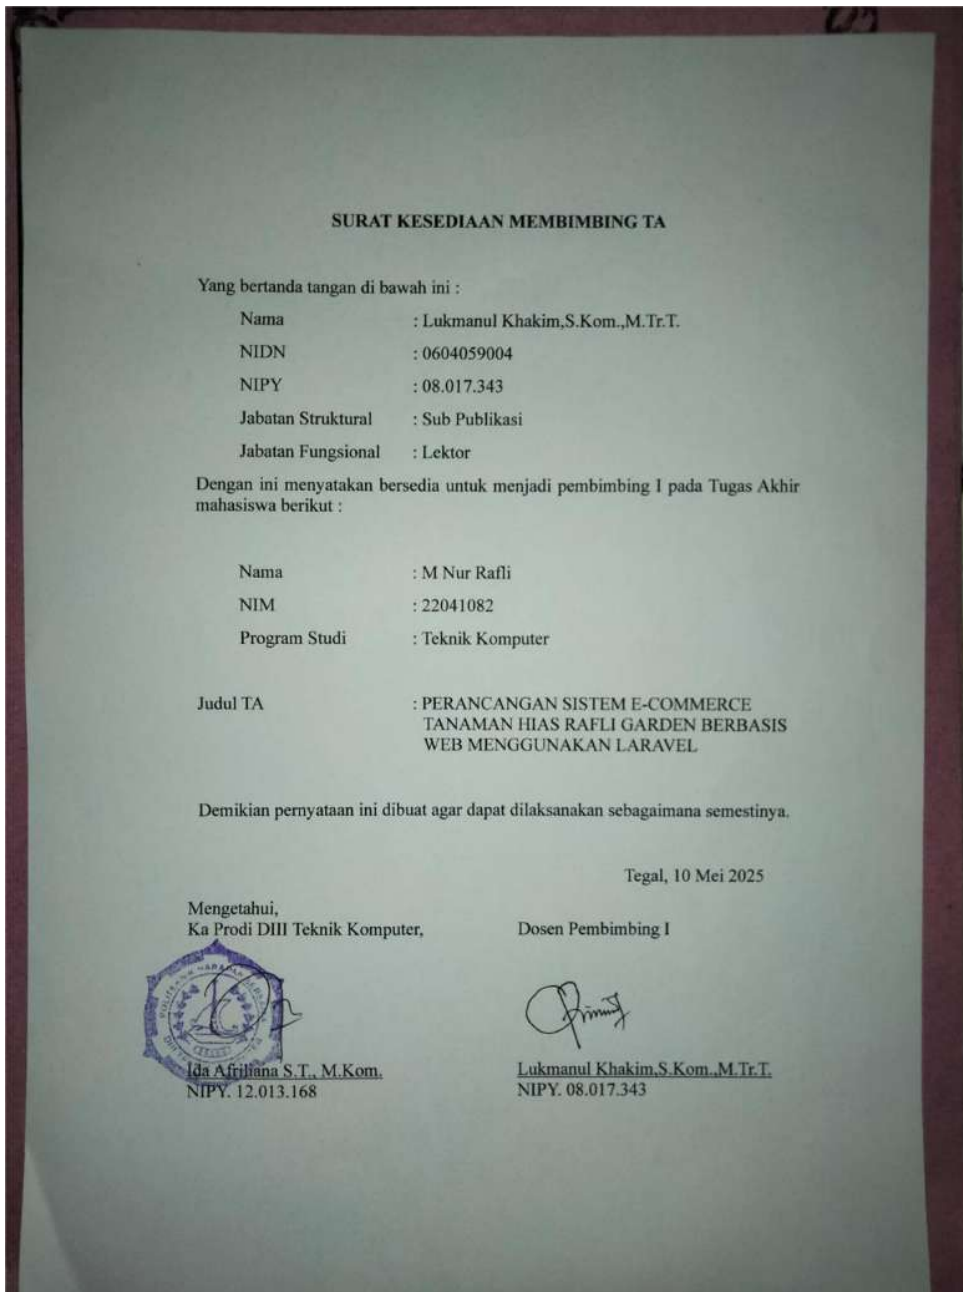 SURAT KESEDIAAN MEMBIMBING TA
Yang bertanda tangan di bawah ini :
Nama : Lukmanul Khakim,S.Kom.,M.Tr.T.
NIDN : 0604059004
NIPY : 08.017.343
Jabatan Struktural : Sub Publikasi
Jabatan Fungsional : Lektor
Dengan ini menyatakan bersedia untuk menjadi pembimbing I pada Tugas Akhir
mahasiswa berikut :
Nama : M Nur Rafli
NIM : 22041082
Program Studi : Teknik Komputer
Judul TA : PERANCANGAN SISTEM E-COMMERCE
TANAMAN HIAS RAFLI GARDEN BERBASIS
WEB MENGGUNAKAN LARAVEL
Demikian pernyataan ini dibuat agar dapat dilaksanakan sebagaimana semestinya.
Tegal, 10 Mei 2025
Mengetahui,
Ka Prodi DIII Teknik Komputer, Dosen Pembimbing I
Ida Afriliana S.T., M.Kom. Lukmanul Khakim,S.Kom.,M.Tr.T.
NIPY. 12.013.168 NIPY. 08.017.343